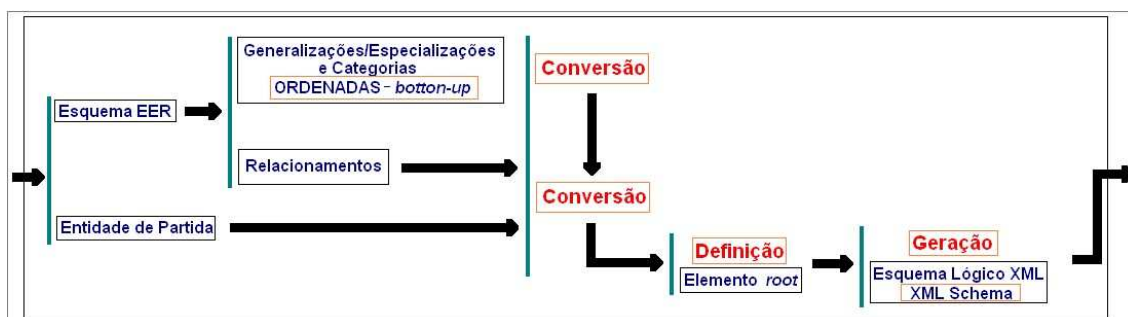 Generalizações/Especializações
e Categorias
ORDENADAS - botton-up
Conversão
Esquema EER
Relacionamentos
Conversão
Entidade de Partida
Definição
Elemento root
Geração
Esquema Lógico XML
XML Schema